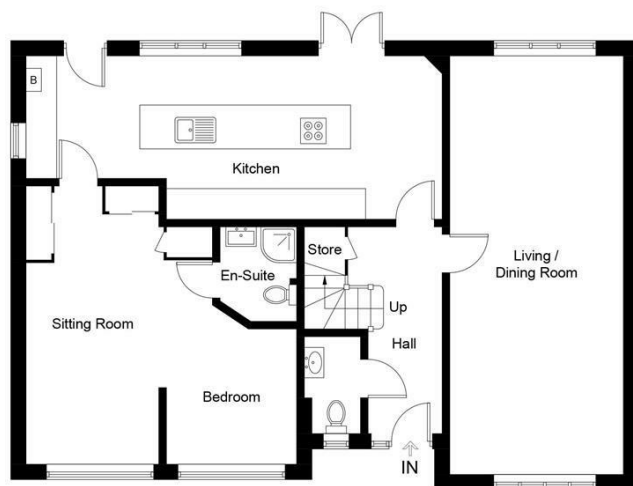 B
Kitchen
Store
En-Suite
Living /
Dining Room
Up
Sitting Room
Hall
Bedroom
IN